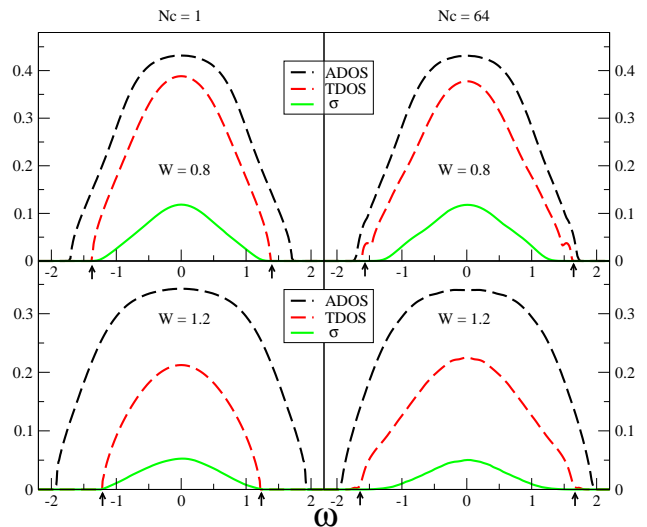 Nc = 1
Nc = 64
0.4
0.3
0.2
0.1
0
ADOS
TDOS
σ
W = 0.8
W = 0.8
0.4
0.3
0.2
0.1
0
-2 -1 0 1 2
-2 -1 0 1 2
0.3
0.2
0.1
0
ADOS
TDOS
σ
W = 1.2
W = 1.2
0.3
0.2
0.1
0
-2 -1 0 1 2
-2 -1 0 1 2
ω